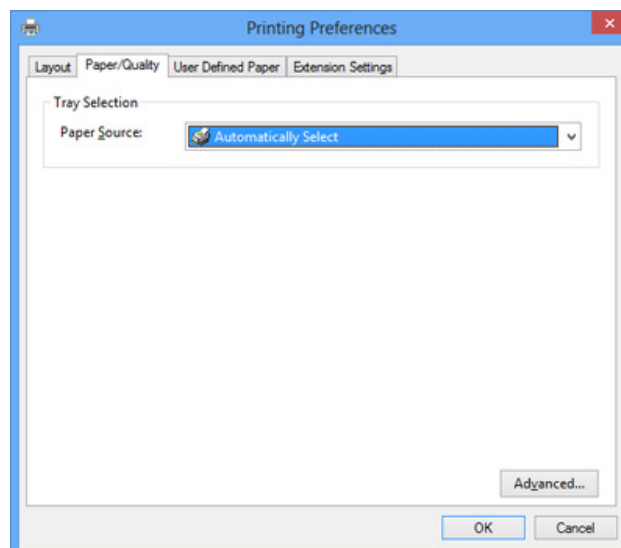 Printing Preferences
Layout Paper/Quality User Defined Paper Extension Settings
Tray Selection
Paper Source: Automatically Select
Advanced...
OK Cancel